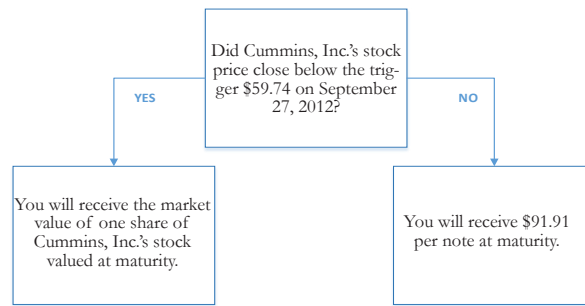 Did Cummins, Inc.'s stock
price close below the trig-
ger $59.74 on September
27, 2012?
YES
NO
You will receive the market
value of one share of
Cummins, Inc.'s stock
valued at maturity.
You will receive $91.91
per note at maturity.